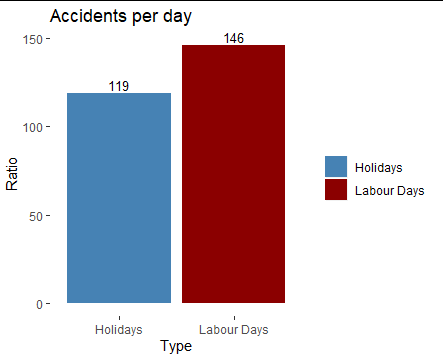 Accidents per day
150
146
119
100
50
0
Ratio
Holidays
Labour Days
Type
Holidays
Labour Days